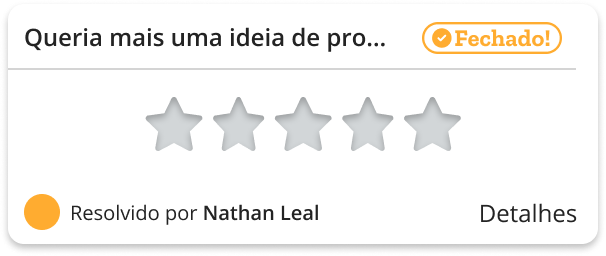 Queria mais uma ideia de pro...
Fechado!
Resolvido por Nathan Leal
Detalhes